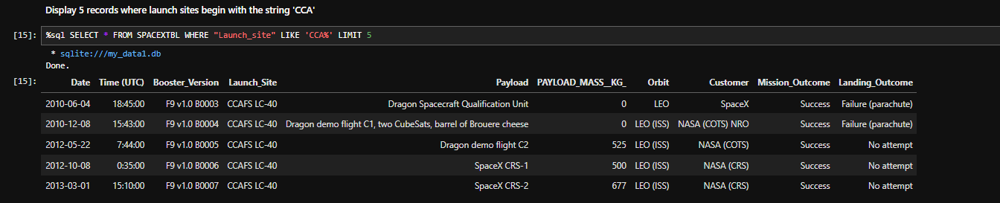 Display 5 records where launch sites begin with the string 'CCA'
[15]: %sql SELECT * FROM SPACEXTBL WHERE "Launch_site" LIKE 'CCA%' LIMIT 5
* sqlite:///my_data1.db
Done.
[15]: Date Time (UTC) Booster_Version Launch_Site Payload PAYLOAD_MASS__KG_ Orbit Customer Mission_Outcome Landing_Outcome
2010-06-04 18:45:00 F9 v1.0 B0003 CCAFS LC-40 Dragon Spacecraft Qualification Unit 0 LEO SpaceX Success Failure (parachute)
2010-12-08 15:43:00 F9 v1.0 B0004 CCAFS LC-40 Dragon demo flight C1, two CubeSats, barrel of Brouere cheese 0 LEO (ISS) NASA (COTS) NRO Success Failure (parachute)
2012-05-22 7:44:00 F9 v1.0 B0005 CCAFS LC-40 Dragon demo flight C2 525 LEO (ISS) NASA (COTS) Success No attempt
2012-10-08 0:35:00 F9 v1.0 B0006 CCAFS LC-40 SpaceX CRS-1 500 LEO (ISS) NASA (CRS) Success No attempt
2013-03-01 15:10:00 F9 v1.0 B0007 CCAFS LC-40 SpaceX CRS-2 677 LEO (ISS) NASA (CRS) Success No attempt